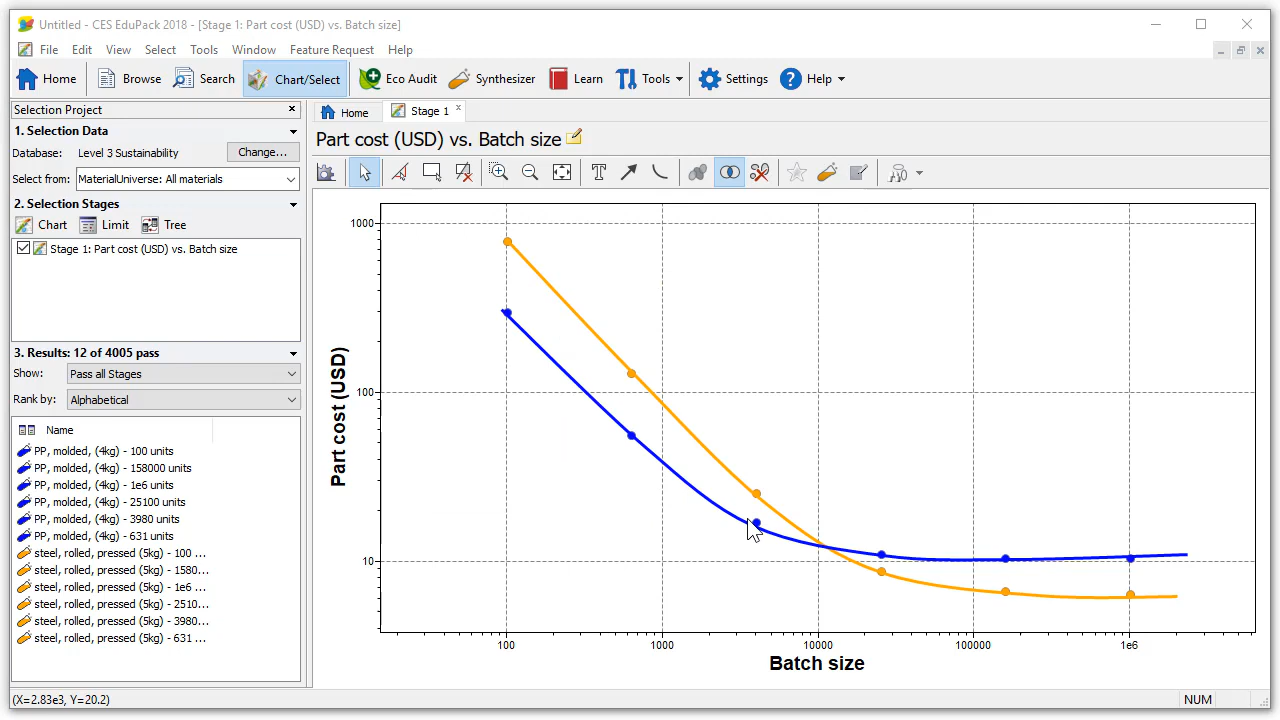 Untitled - CES EduPack 2018 - [Stage 1: Part cost (USD) vs. Batch size]
File Edit View Select Tools Window Feature Request Help
Home Browse Search Chart/Select Eco Audit Synthesizer Learn Tools Settings Help
Selection Project
Home Stage 1
1. Selection Data
Part cost (USD) vs. Batch size
Database: Level 3 Sustainability Change...
Select from: MaterialUniverse: All materials
2. Selection Stages
Chart Limit Tree
Stage 1: Part cost (USD) vs. Batch size
3. Results: 12 of 4005 pass
Show: Pass all Stages
Rank by: Alphabetical
Name
PP, molded, (4kg) - 100 units
PP, molded, (4kg) - 158000 units
PP, molded, (4kg) - 1e6 units
PP, molded, (4kg) - 25100 units
PP, molded, (4kg) - 3980 units
PP, molded, (4kg) - 631 units
steel, rolled, pressed (5kg) - 100 ...
steel, rolled, pressed (5kg) - 1580...
steel, rolled, pressed (5kg) - 1e6 ...
steel, rolled, pressed (5kg) - 2510...
steel, rolled, pressed (5kg) - 3980...
steel, rolled, pressed (5kg) - 631 ...
1000
100
10
Part cost (USD)
100 1000 10000 100000 1e6
Batch size
(X=2.83e3, Y=20.2) NUM